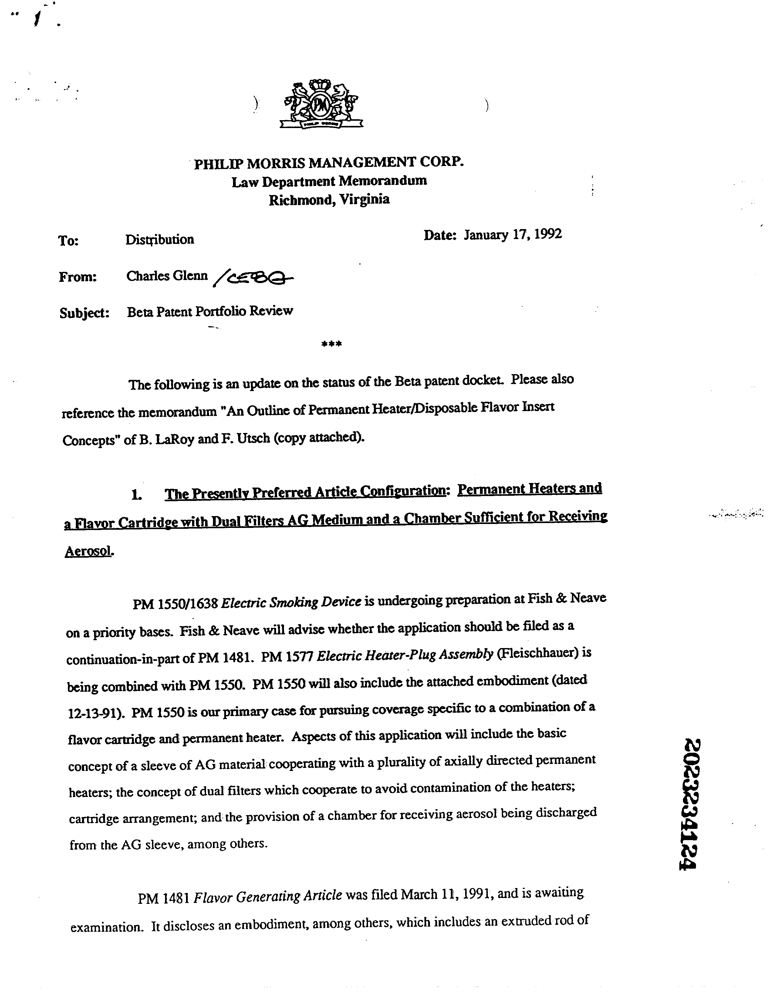 PM
PHILIP MORRIS MANAGEMENT CORP.
Law Department Memorandum
Richmond, Virginia
To: Distribution Date: January 17, 1992
From: Charles Glenn
Subject: Beta Patent Portfolio Review
***
The following is an update on the status of the Beta patent docket. Please also
reference the memorandum "An Outline of Permanent Heater/Disposable Flavor Insert
Concepts" of B. LaRoy and F. Utsch (copy attached).
1. The Presently Preferred Article Configuration: Permanent Heaters and
a Flavor Cartridge with Dual Filters AG Medium and a Chamber Sufficient for Receiving
Aerosol.
PM 1550/1638 Electric Smoking Device is undergoing preparation at Fish & Neave
on a priority bases. Fish & Neave will advise whether the application should be filed as a
continuation-in-part of PM 1481. PM 1577 Electric Heater-Plug Assembly (Fleischhauer) is
being combined with PM 1550. PM 1550 will also include the attached embodiment (dated
12-13-91). PM 1550 is our primary case for pursuing coverage specific to a combination of a
flavor cartridge and permanent heater. Aspects of this application will include the basic
concept of a sleeve of AG material cooperating with a plurality of axially directed permanent
heaters; the concept of dual filters which cooperate to avoid contamination of the heaters;
cartridge arrangement; and the provision of a chamber for receiving aerosol being discharged
from the AG sleeve, among others.
PM 1481 Flavor Generating Article was filed March 11, 1991, and is awaiting
examination. It discloses an embodiment, among others, which includes an extruded rod of
2023234124